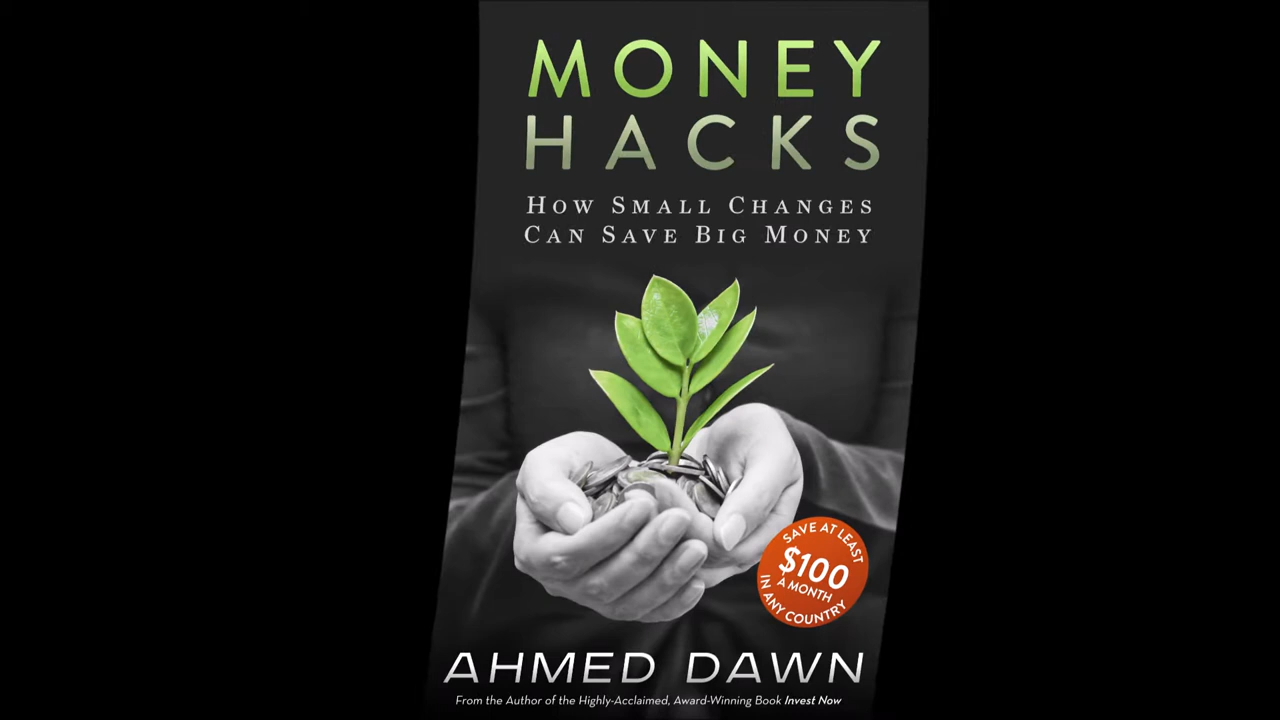 MONEY
HACKS
HOW SMALL CHANGES
CAN SAVE BIG MONEY
SAVE AT LEAST
$100
A MONTH
IN ANY COUNTRY
AHMED DAWN
From the Author of the Highly-Acclaimed, Award-Winning Book Invest Now